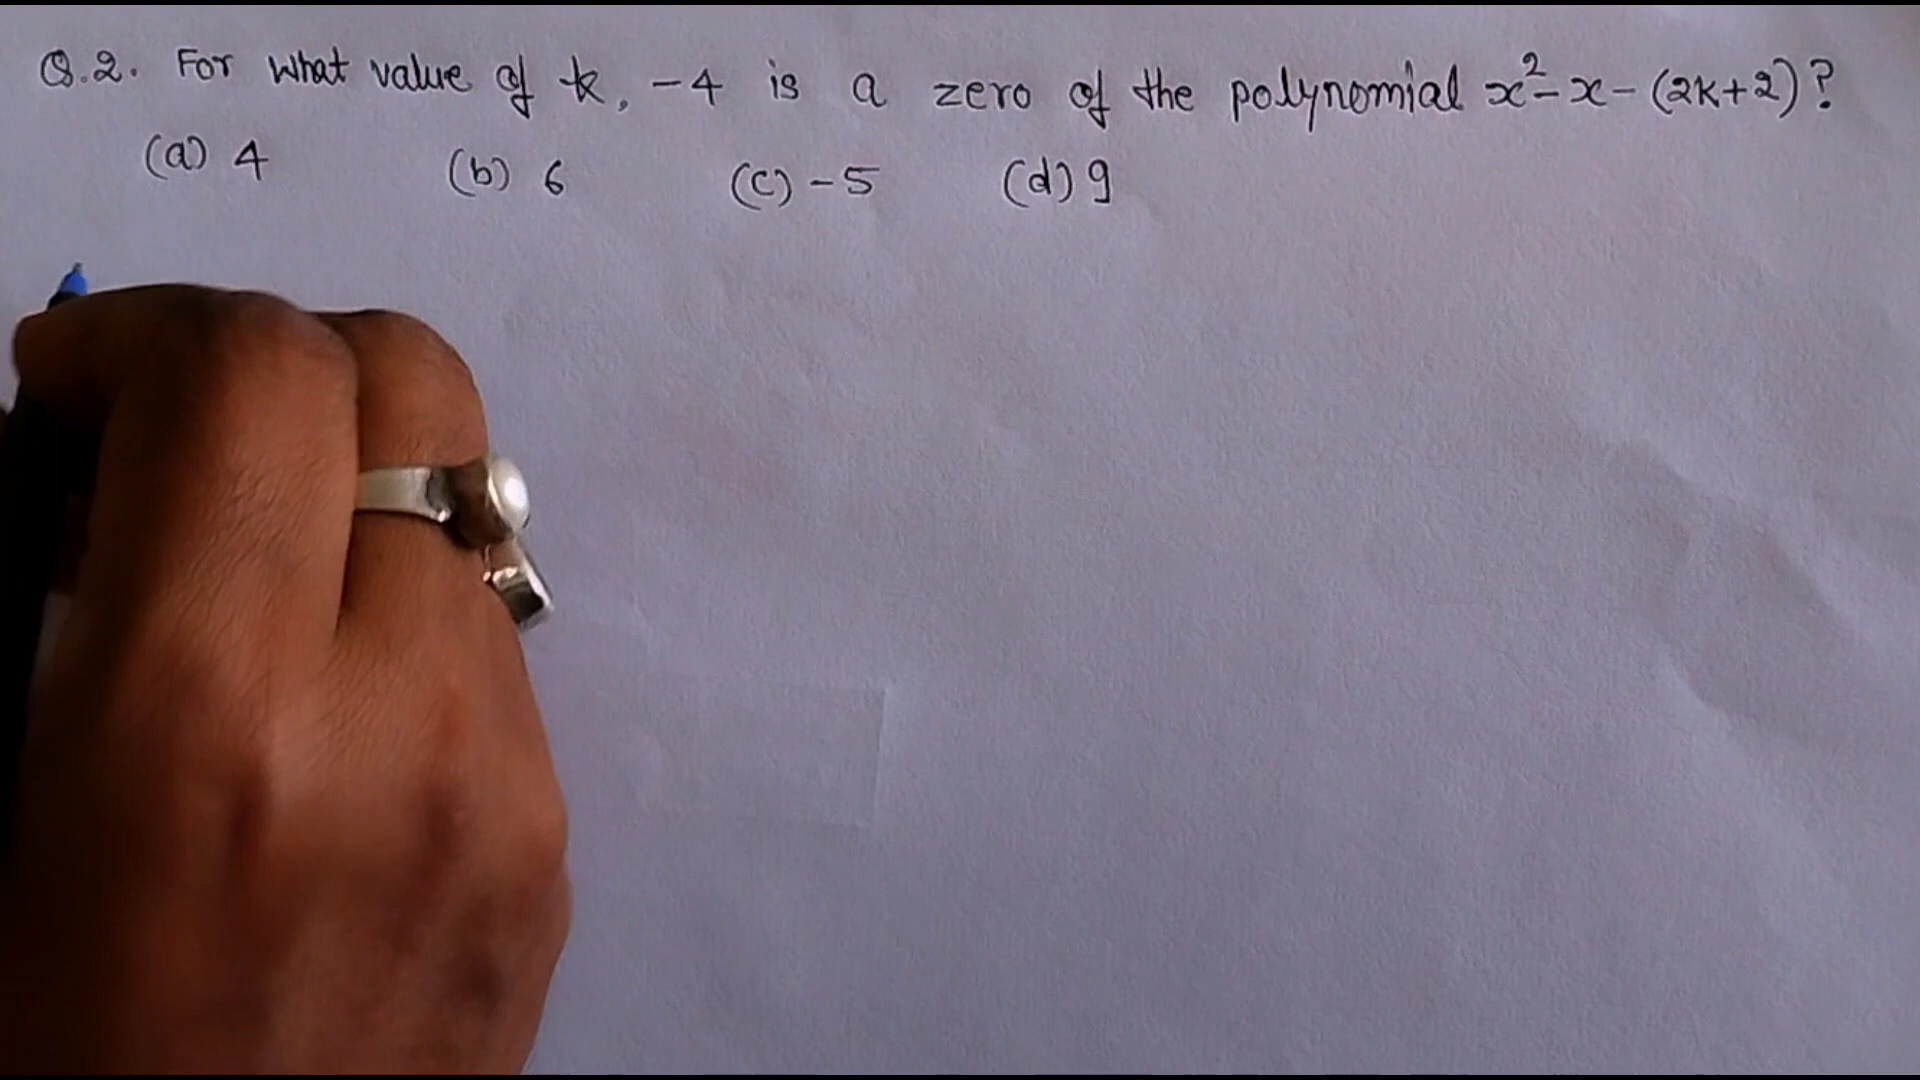 Q.2. For what value of k, -4 is a zero of the polynomial x²-x-(2k+2)?
(a) 4 (b) 6 (c) -5 (d) 9